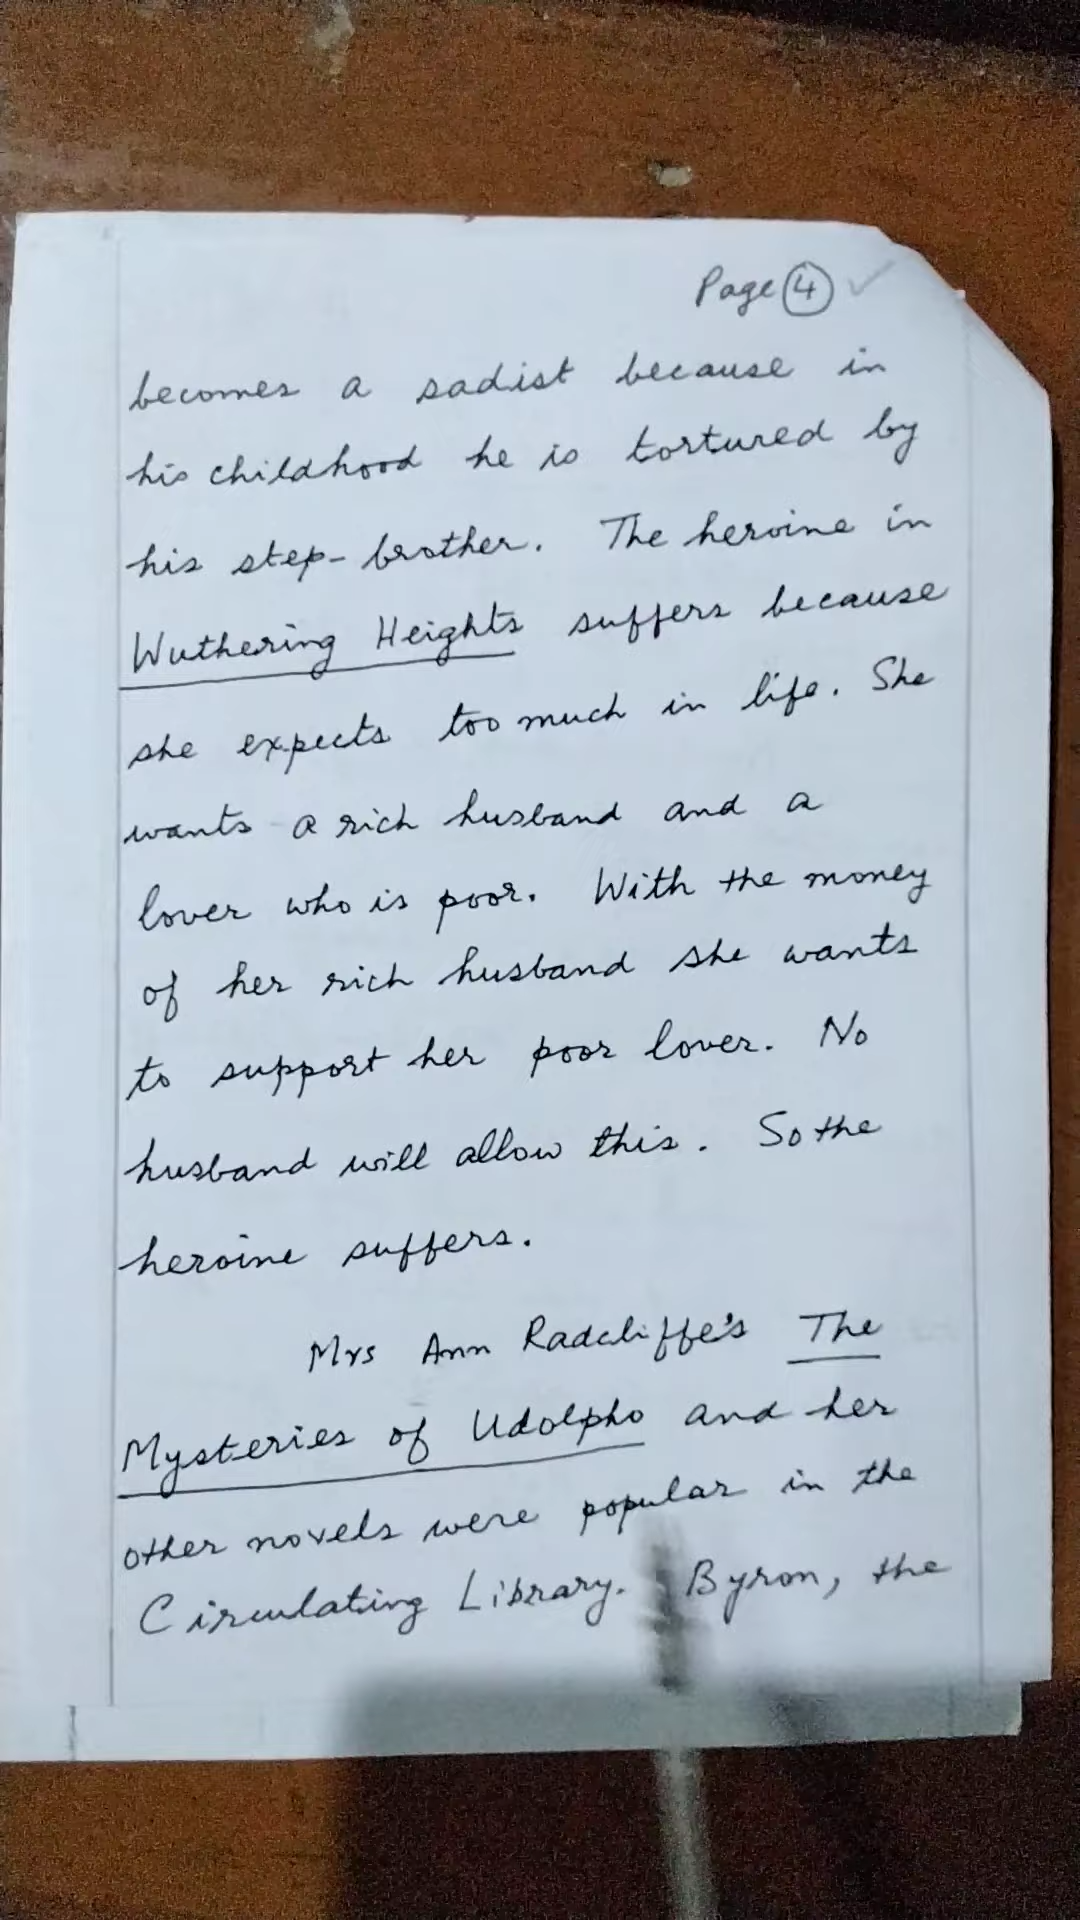 Page 4
becomes a sadist because in
his childhood he is tortured by
his step-brother. The heroine in
Wuthering Heights suffers because
she expects too much in life. She
wants a rich husband and a
lover who is poor. With the money
of her rich husband she wants
to support her poor lover. No
husband will allow this. So the
heroine suffers.
Mrs Ann Radcliffe's The
Mysteries of Udolpho and her
other novels were popular in the
Circulating Library. Byron, the